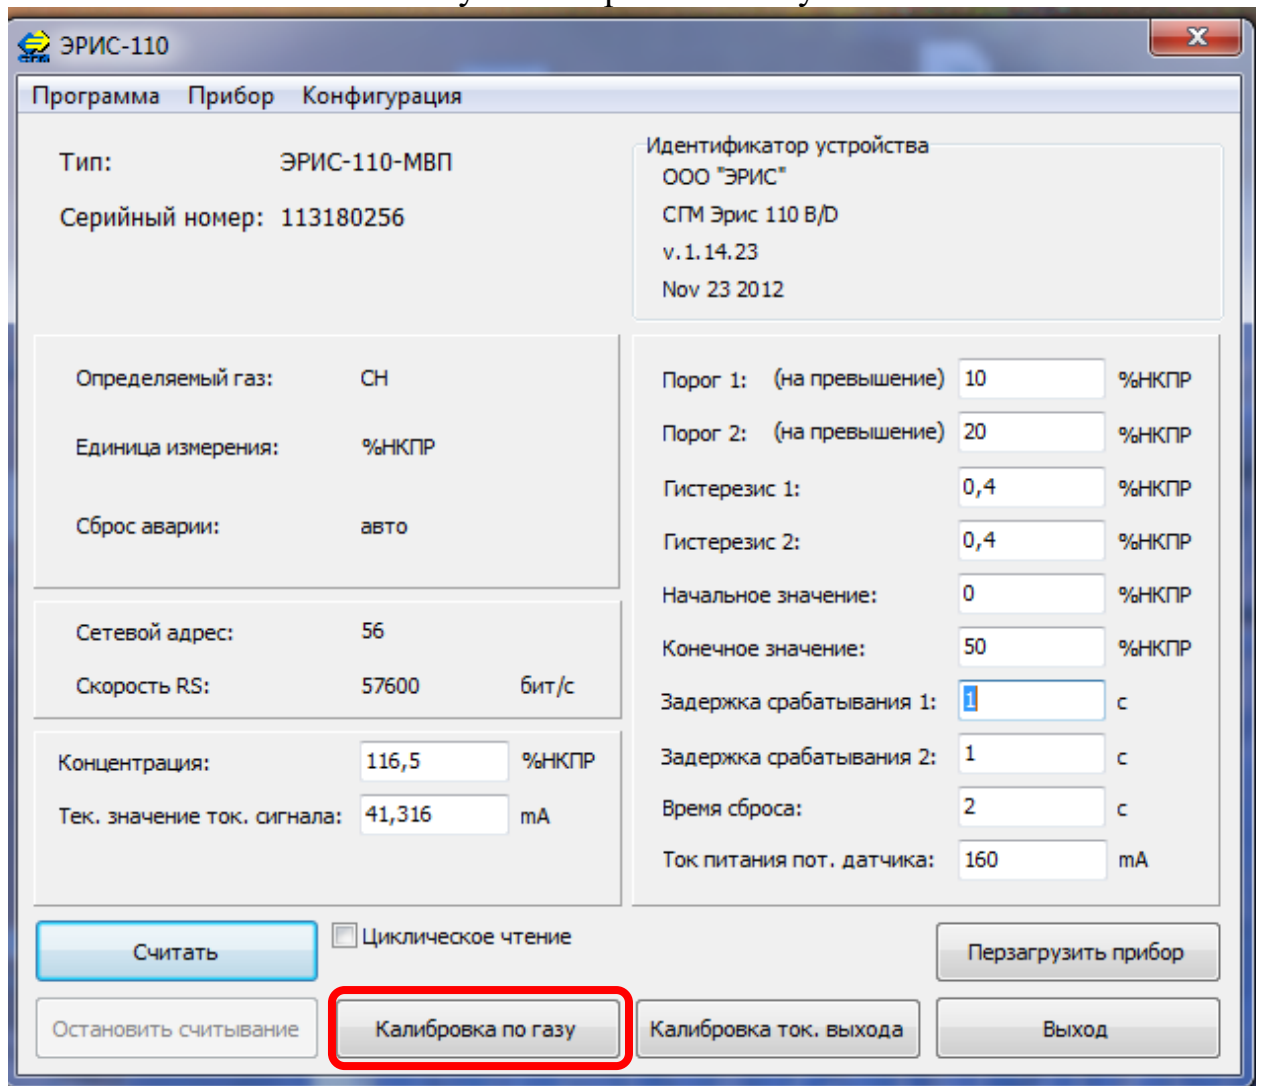 ЭРИС-110
Программа Прибор Конфигурация
Тип: ЭРИС-110-МВП
Серийный номер: 113180256
Идентификатор устройства
ООО "ЭРИС"
СГМ Эрис 110 B/D
v.1.14.23
Nov 23 2012
Определяемый газ: CH
Единица измерения: %НКПР
Сброс аварии: авто
Сетевой адрес: 56
Скорость RS: 57600 бит/с
Концентрация: 116,5 %НКПР
Тек. значение ток. сигнала: 41,316 mA
Порог 1: (на превышение) 10 %НКПР
Порог 2: (на превышение) 20 %НКПР
Гистерезис 1: 0,4 %НКПР
Гистерезис 2: 0,4 %НКПР
Начальное значение: 0 %НКПР
Конечное значение: 50 %НКПР
Задержка срабатывания 1: 1 с
Задержка срабатывания 2: 1 с
Время сброса: 2 с
Ток питания пот. датчика: 160 mA
Считать Циклическое чтение Перзагрузить прибор
Остановить считывание Калибровка по газу Калибровка ток. выхода Выход